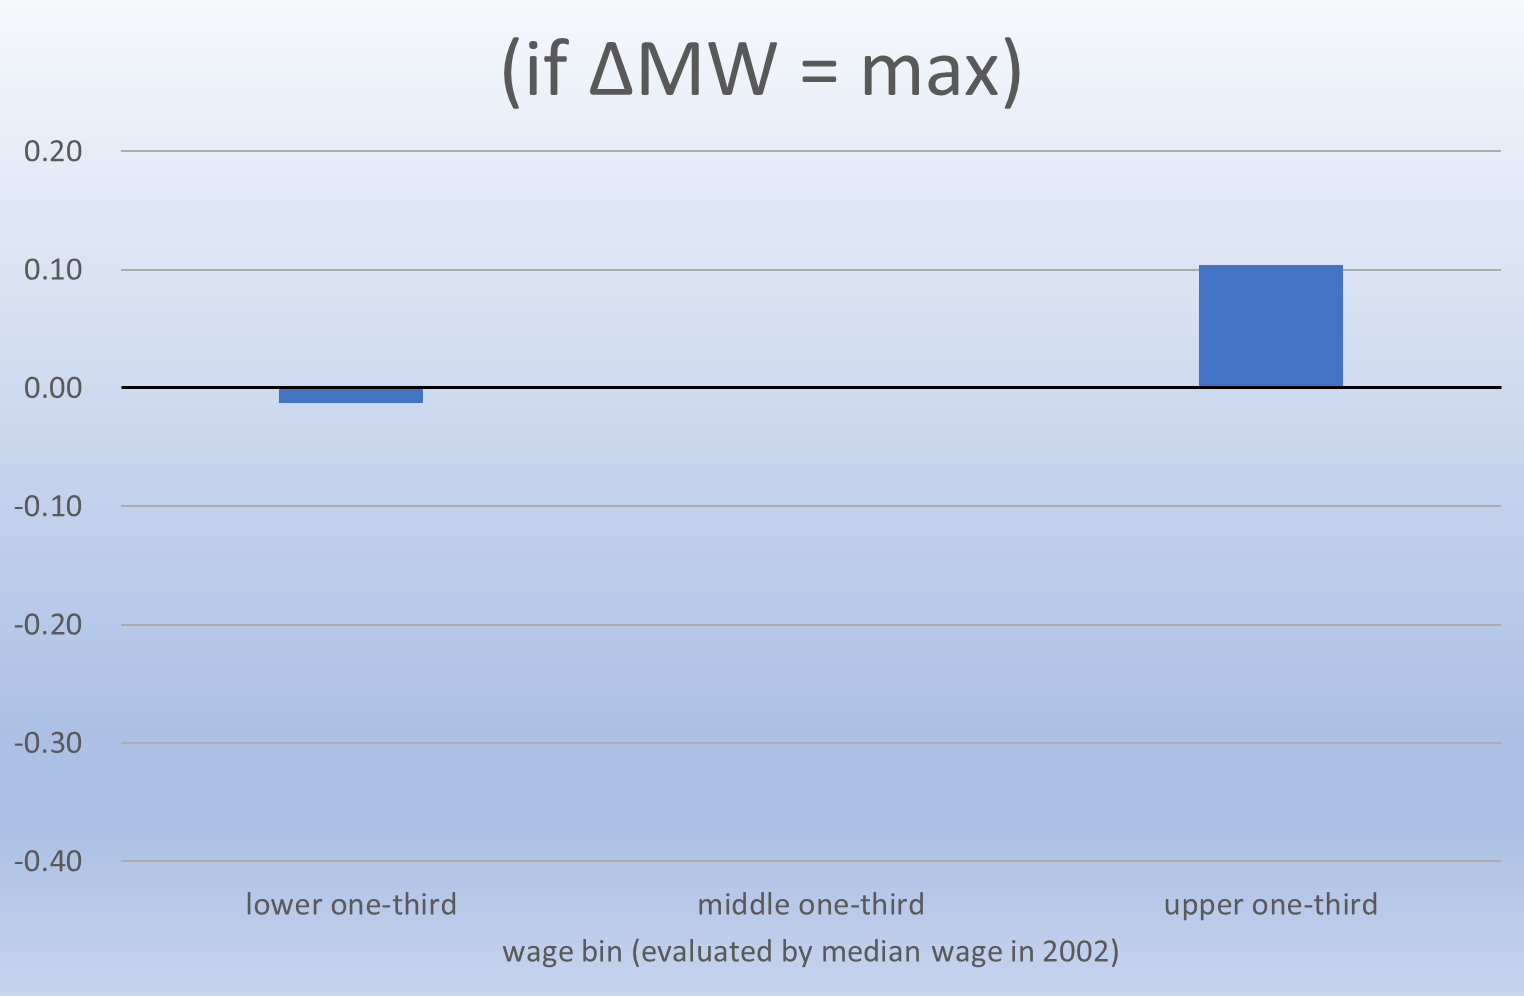 (if ΔMW = max)
0.20
0.10
0.00
-0.10
-0.20
-0.30
-0.40
lower one-third middle one-third upper one-third
wage bin (evaluated by median wage in 2002)